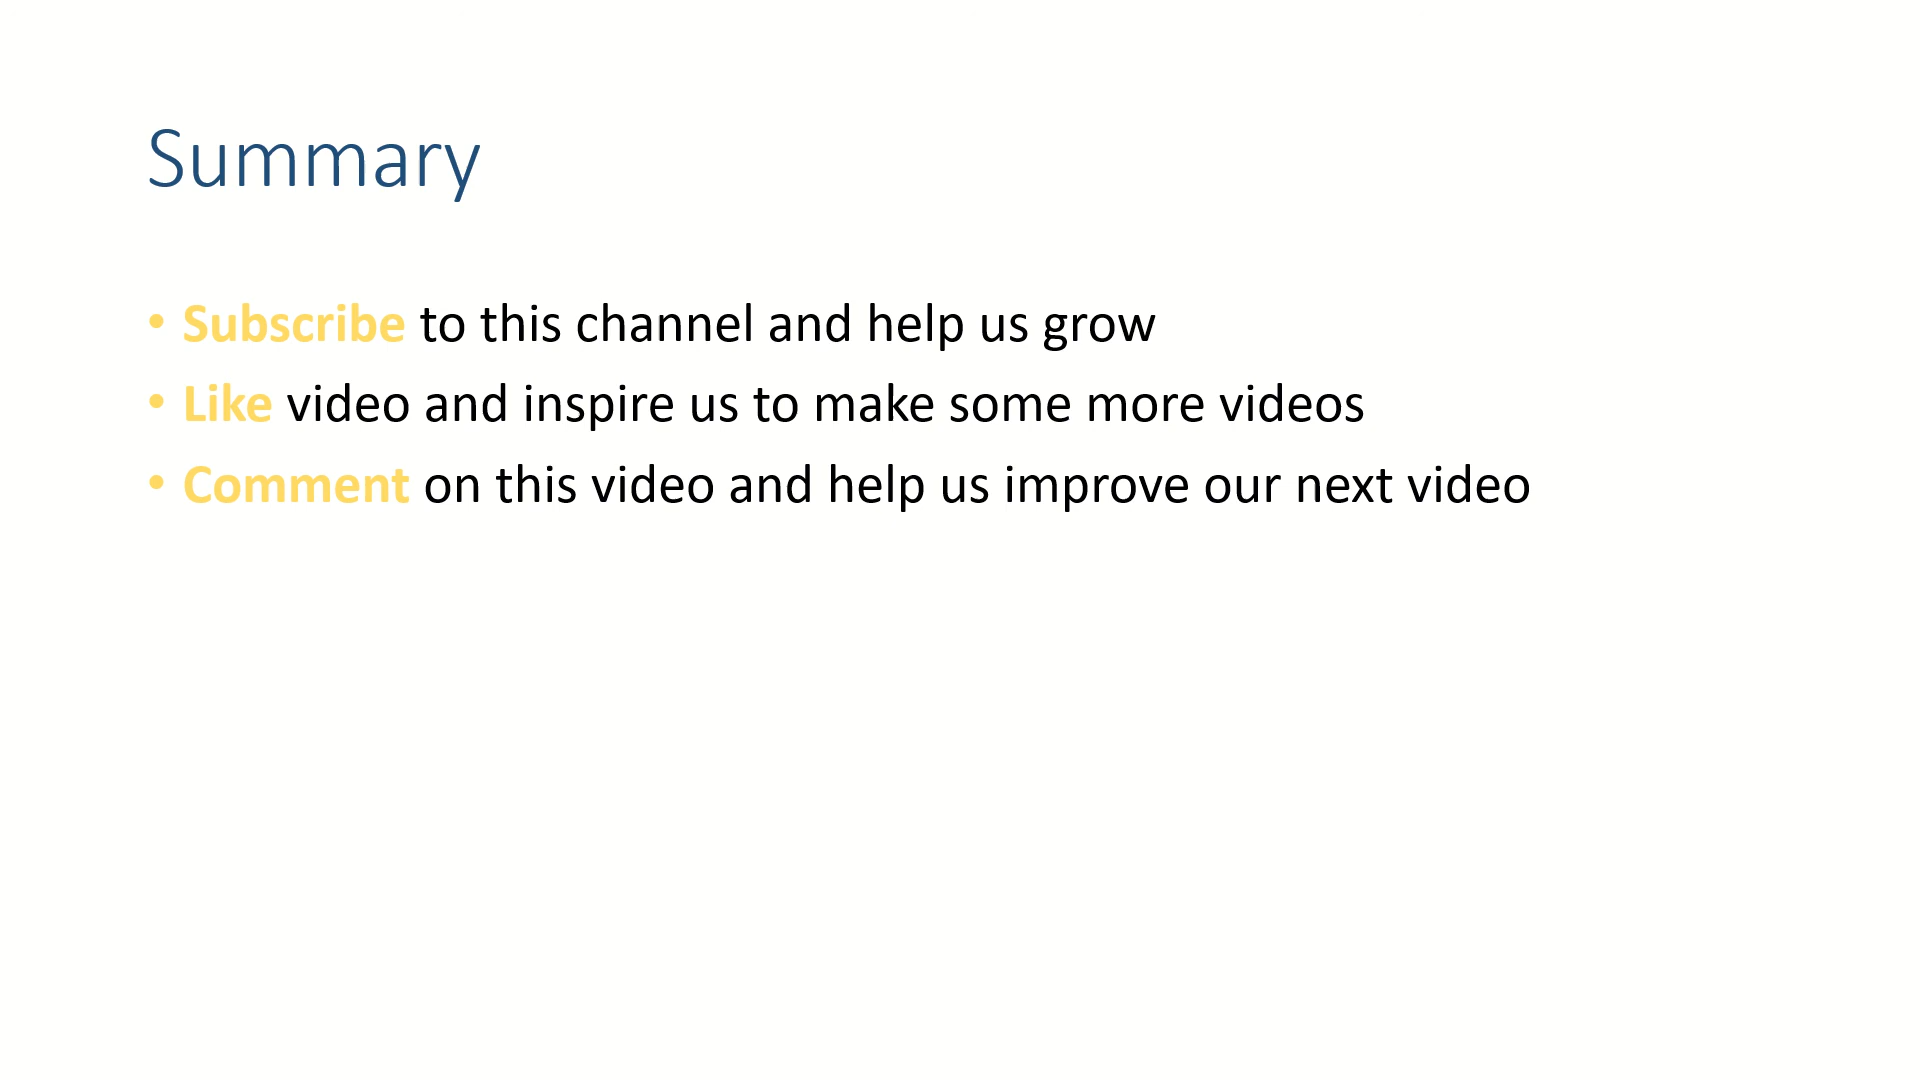 Summary
• Subscribe to this channel and help us grow
• Like video and inspire us to make some more videos
• Comment on this video and help us improve our next video